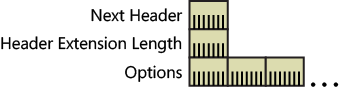 Next Header
Header Extension Length
Options
...